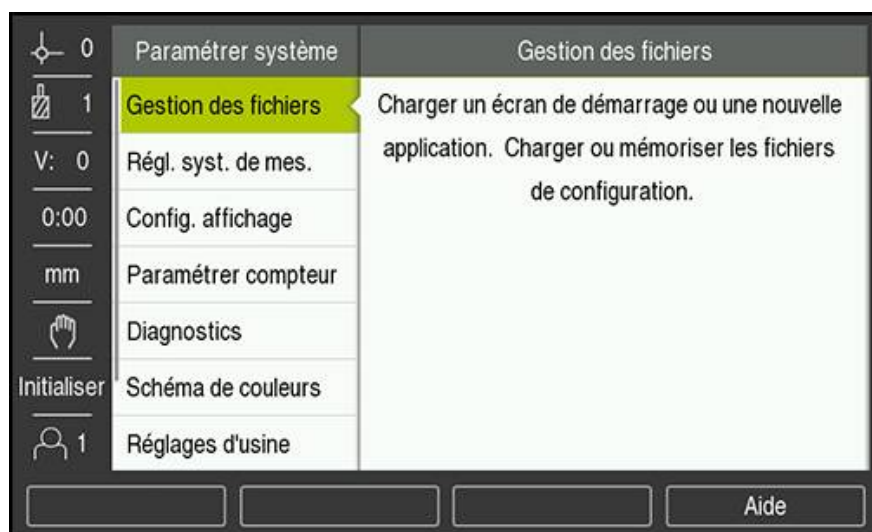 0
Paramétrer système
Gestion des fichiers
1
Gestion des fichiers
Charger un écran de démarrage ou une nouvelle
application. Charger ou mémoriser les fichiers
de configuration.
V: 0
Régl. syst. de mes.
0:00
Config. affichage
mm
Paramétrer compteur
Diagnostics
Initialiser
Schéma de couleurs
1
Réglages d'usine
Aide